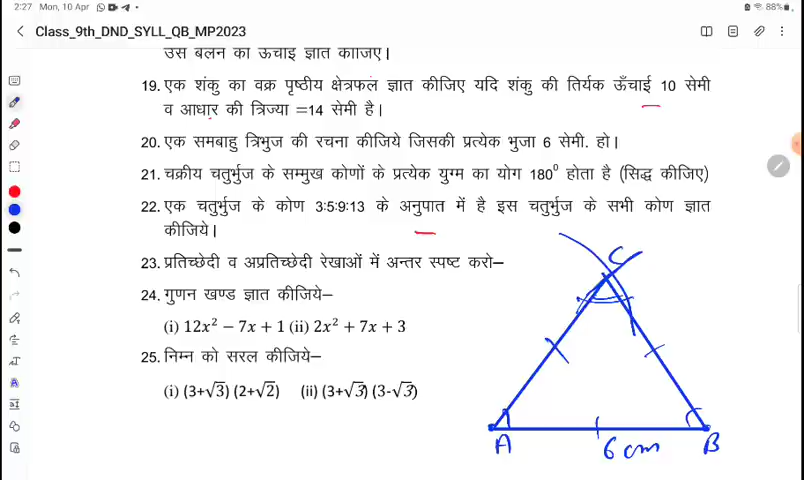 2:27 Mon, 10 Apr 88%
Class_9th_DND_SYLL_QB_MP2023
उस बेलन का ऊंचाई ज्ञात कीजिए।
19. एक शंकु का वक्र पृष्ठीय क्षेत्रफल ज्ञात कीजिए यदि शंकु की तिर्यक ऊँचाई 10 सेमी
व आधार की त्रिज्या =14 सेमी है।
20. एक समबाहु त्रिभुज की रचना कीजिये जिसकी प्रत्येक भुजा 6 सेमी. हो।
21. चक्रीय चतुर्भुज के सम्मुख कोणों के प्रत्येक युग्म का योग 180⁰ होता है (सिद्ध कीजिए)
22. एक चतुर्भुज के कोण 3:5:9:13 के अनुपात में है इस चतुर्भुज के सभी कोण ज्ञात
कीजिये।
23. प्रतिच्छेदी व अप्रतिच्छेदी रेखाओं में अन्तर स्पष्ट करो–
24. गुणन खण्ड ज्ञात कीजिये–
(i) 12x² − 7x + 1 (ii) 2x² + 7x + 3
25. निम्न को सरल कीजिये–
(i) (3+√3) (2+√2) (ii) (3+√3) (3-√3)
C
A 6 cm B